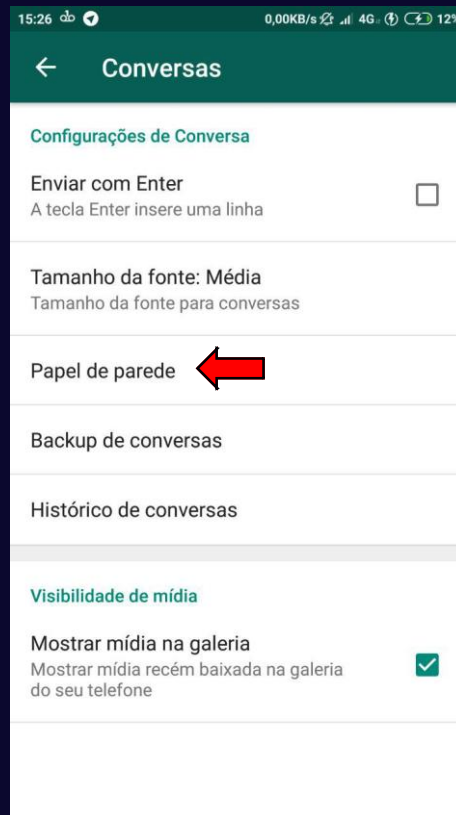 15:26 0,00KB/s 4G 12%
Conversas
Configurações de Conversa
Enviar com Enter
A tecla Enter insere uma linha
Tamanho da fonte: Média
Tamanho da fonte para conversas
Papel de parede
Backup de conversas
Histórico de conversas
Visibilidade de mídia
Mostrar mídia na galeria
Mostrar mídia recém baixada na galeria
do seu telefone